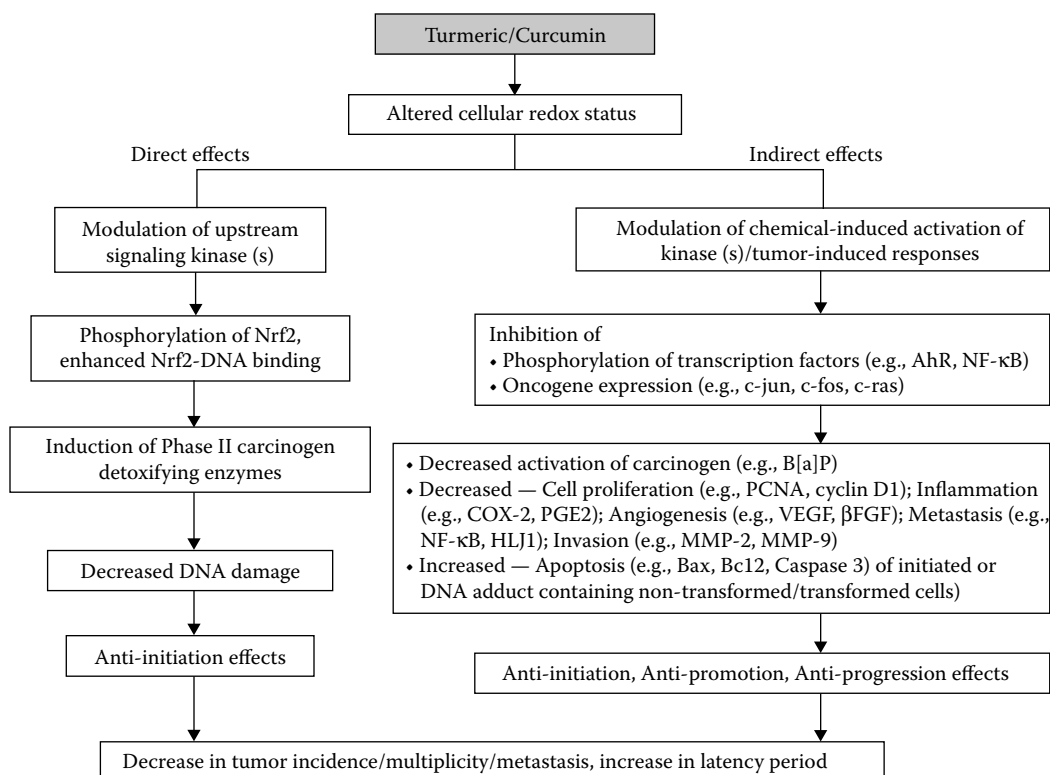 Turmeric/Curcumin
Altered cellular redox status
Direct effects
Indirect effects
Modulation of upstream
signaling kinase (s)
Phosphorylation of Nrf2,
enhanced Nrf2-DNA binding
Induction of Phase II carcinogen
detoxifying enzymes
Decreased DNA damage
Anti-initiation effects
Modulation of chemical-induced activation of
kinase (s)/tumor-induced responses
Inhibition of
• Phosphorylation of transcription factors (e.g., AhR, NF-κB)
• Oncogene expression (e.g., c-jun, c-fos, c-ras)
• Decreased activation of carcinogen (e.g., B[a]P)
• Decreased — Cell proliferation (e.g., PCNA, cyclin D1); Inflammation
(e.g., COX-2, PGE2); Angiogenesis (e.g., VEGF, βFGF); Metastasis (e.g.,
NF-κB, HLJ1); Invasion (e.g., MMP-2, MMP-9)
• Increased — Apoptosis (e.g., Bax, Bc12, Caspase 3) of initiated or
DNA adduct containing non-transformed/transformed cells)
Anti-initiation, Anti-promotion, Anti-progression effects
Decrease in tumor incidence/multiplicity/metastasis, increase in latency period